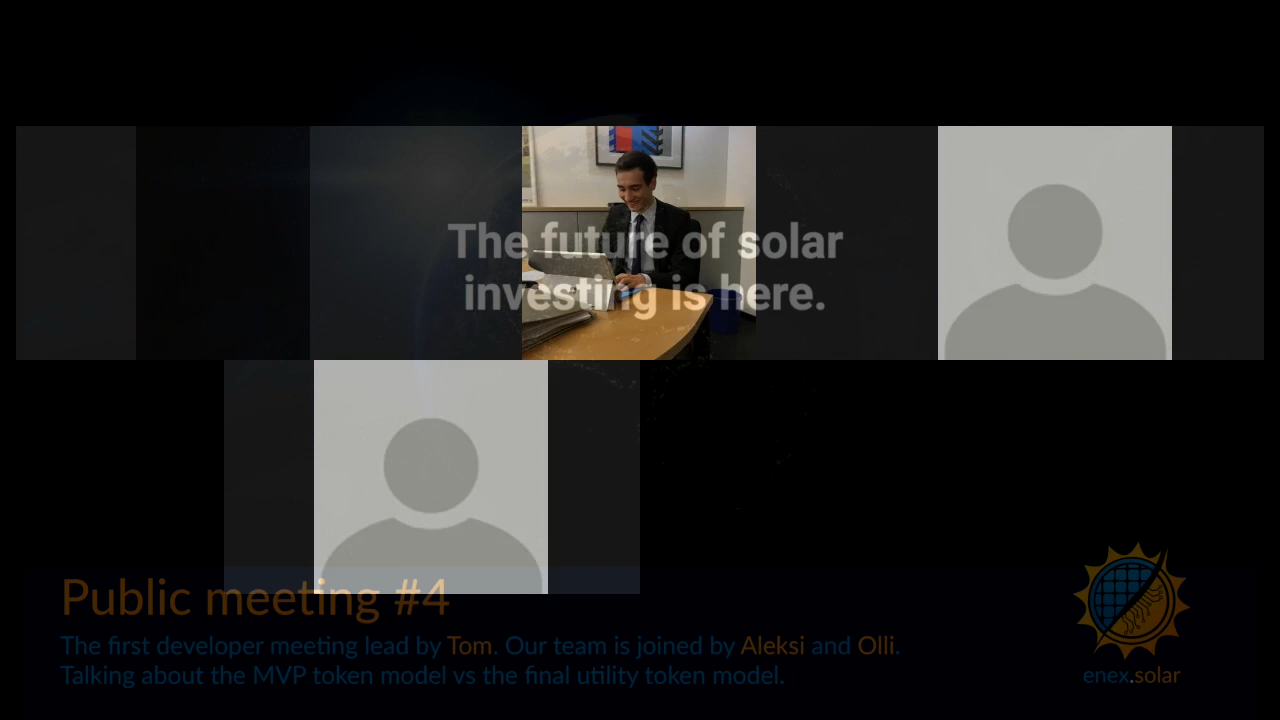 The future of solar
investing is here.
Public meeting #4
The first developer meeting lead by Tom. Our team is joined by Aleksi and Olli.
Talking about the MVP token model vs the final utility token model.
enex.solar